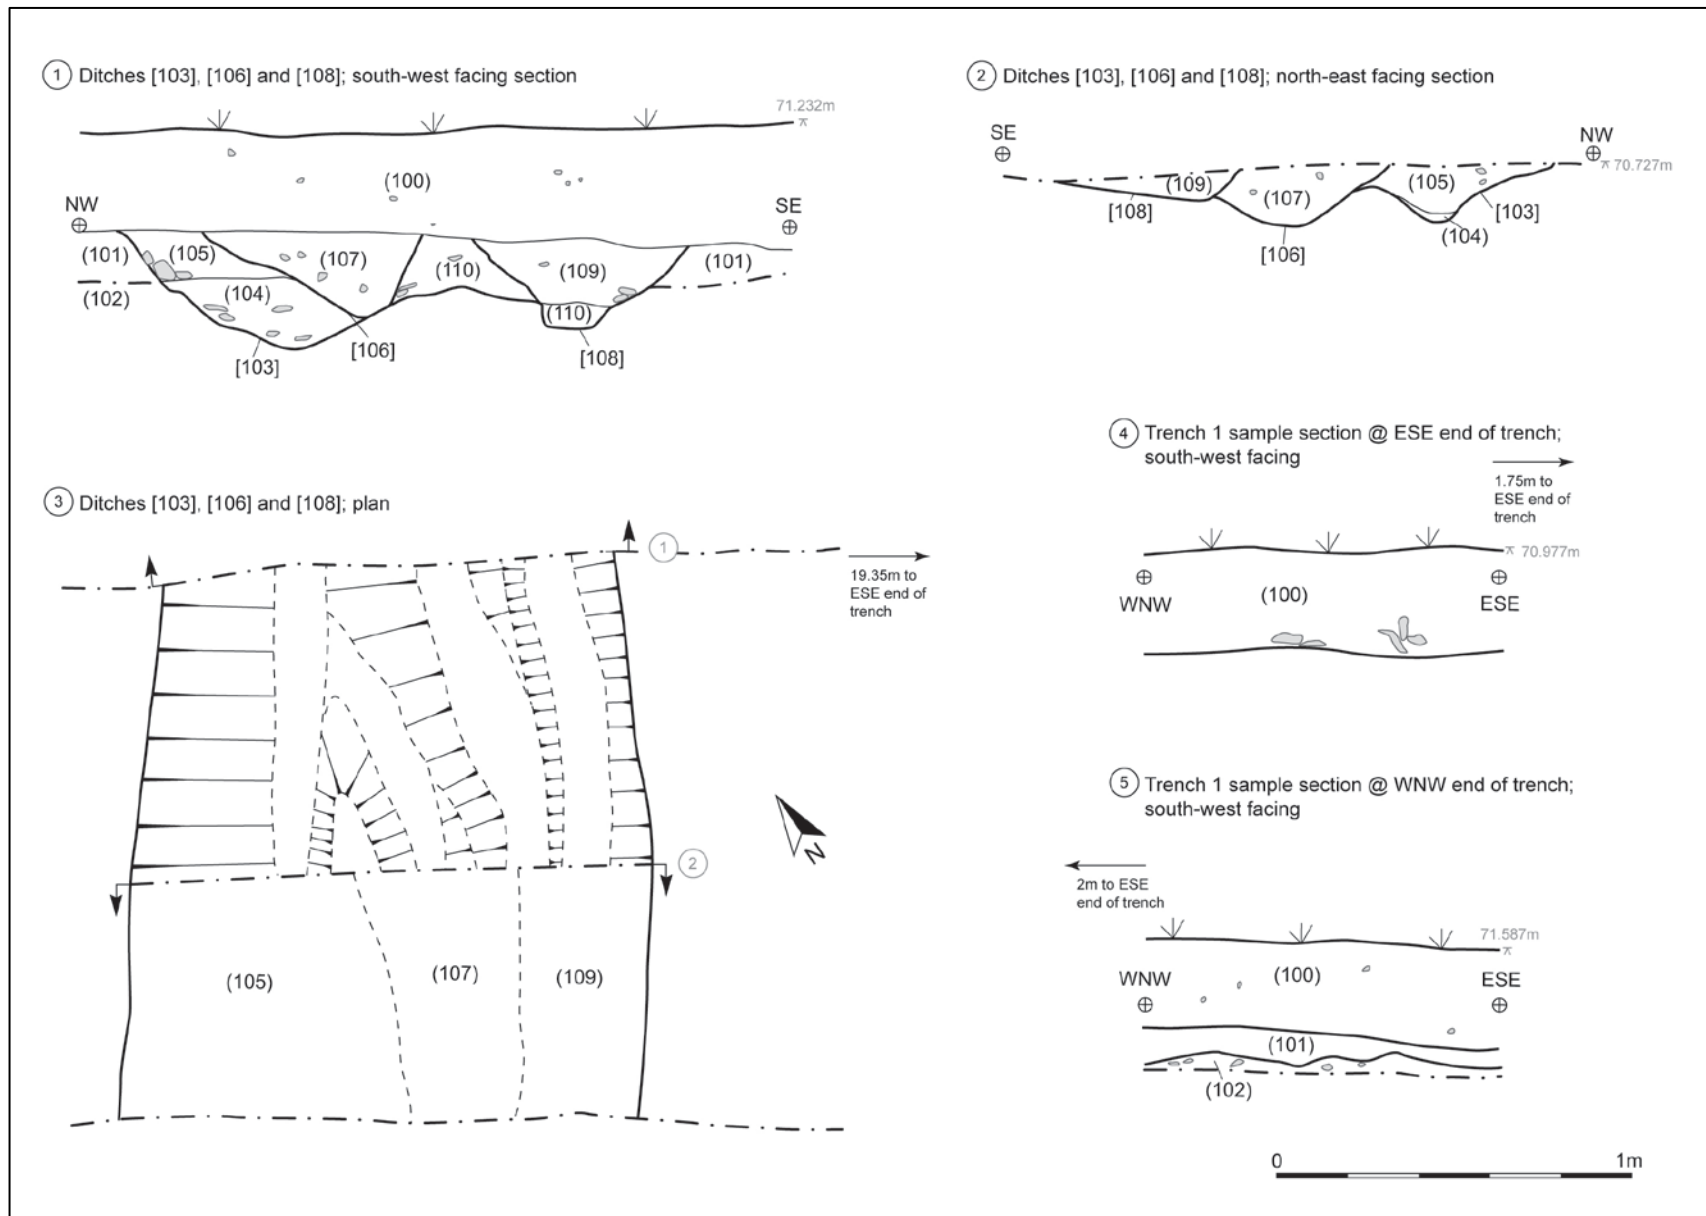 1 Ditches [103], [106] and [108]; south-west facing section
71.232m
(100)
NW
SE
(101)
(105)
(107)
(110)
(109)
(101)
(102)
(104)
(110)
[103]
[106]
[108]
2 Ditches [103], [106] and [108]; north-east facing section
SE
NW
70.727m
(109)
(107)
(105)
[108]
[103]
(104)
[106]
3 Ditches [103], [106] and [108]; plan
1
19.35m to
ESE end of
trench
2
N
(105)
(107)
(109)
4 Trench 1 sample section @ ESE end of trench;
south-west facing
1.75m to
ESE end of
trench
70.977m
WNW
(100)
ESE
5 Trench 1 sample section @ WNW end of trench;
south-west facing
2m to ESE
end of trench
71.587m
WNW
(100)
ESE
(101)
(102)
0
1m